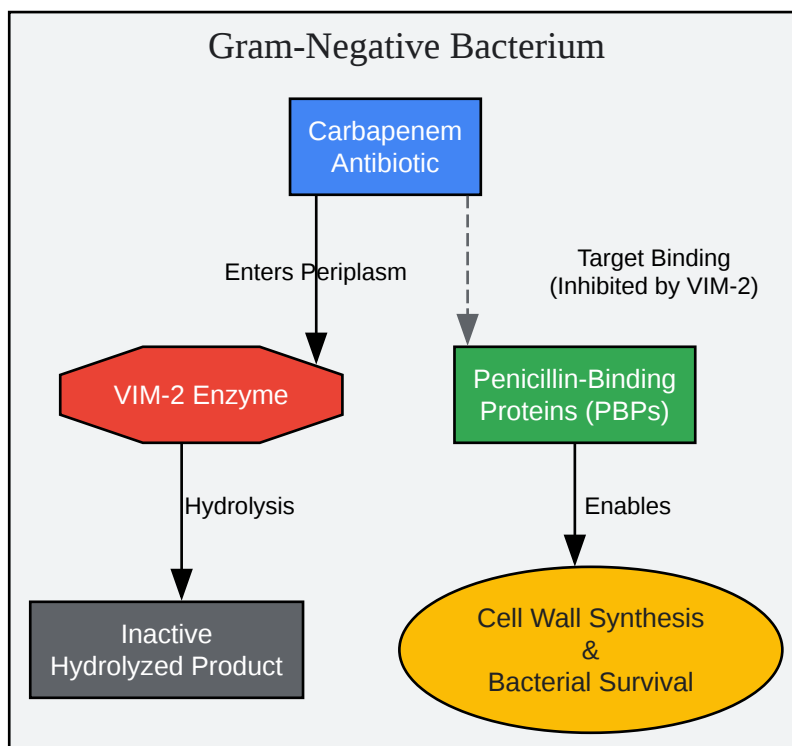 Gram-Negative Bacterium
Carbapenem
Antibiotic
Enters Periplasm
Target Binding
(Inhibited by VIM-2)
VIM-2 Enzyme
Penicillin-Binding
Proteins (PBPs)
Hydrolysis
Enables
Inactive
Hydrolyzed Product
Cell Wall Synthesis
&
Bacterial Survival